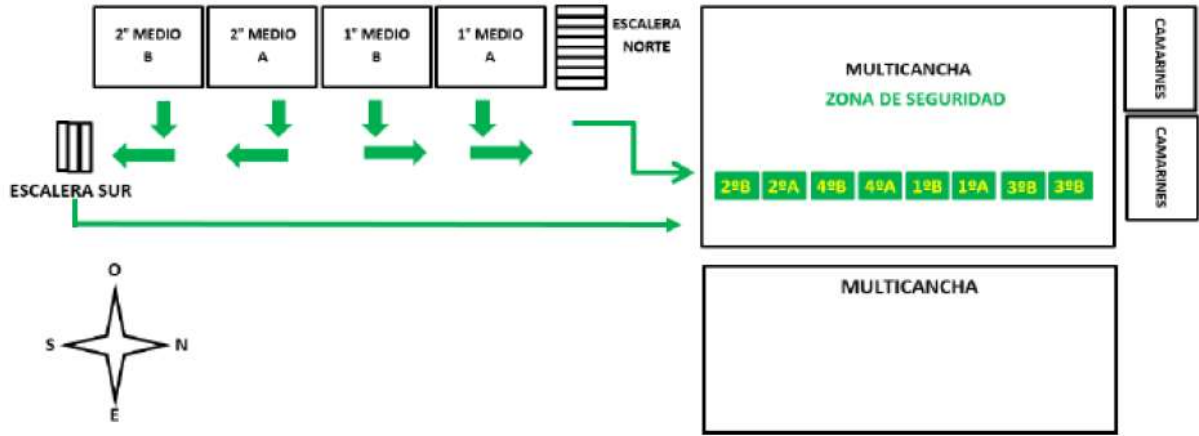 2° MEDIO
B
2° MEDIO
A
1° MEDIO
B
1° MEDIO
A
ESCALERA
NORTE
MULTICANCHA
ZONA DE SEGURIDAD
CAMARINES
CAMARINES
ESCALERA SUR
2ºB 2ºA 4ºB 4ºA 1ºB 1ºA 3ºB 3ºB
O
S
N
E
MULTICANCHA